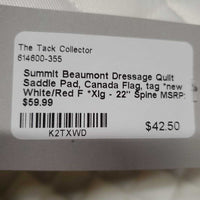 The Tack Collector
614600-355
Summit Beaumont Dressage Quilt
Saddle Pad, Canada Flag, tag *new
White/Red F *Xlg - 22" Spine MSRP:
$59.99
K2TXWD
$42.50